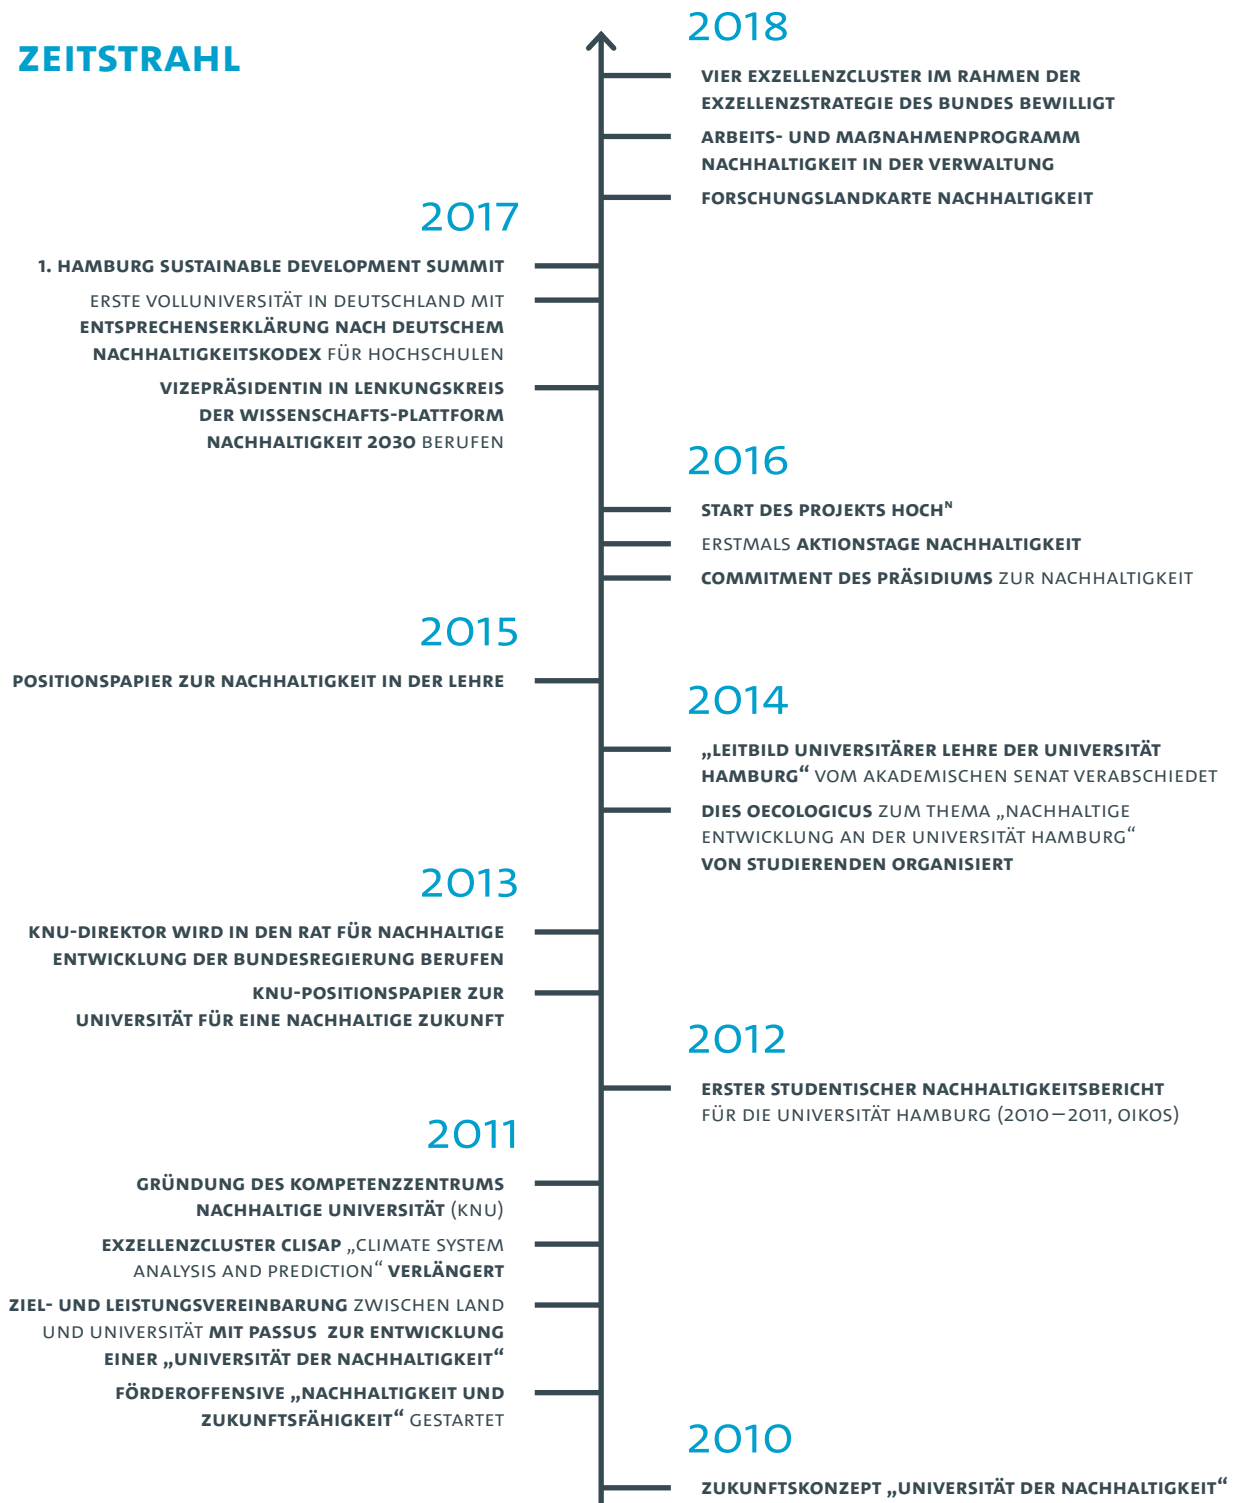 ZEITSTRAHL
2018
VIER EXZELLENZCLUSTER IM RAHMEN DER
EXZELLENZSTRATEGIE DES BUNDES BEWILLIGT
ARBEITS- UND MAẞNAHMENPROGRAMM
NACHHALTIGKEIT IN DER VERWALTUNG
FORSCHUNGSLANDKARTE NACHHALTIGKEIT
2017
1. HAMBURG SUSTAINABLE DEVELOPMENT SUMMIT
ERSTE VOLLUNIVERSITÄT IN DEUTSCHLAND MIT
ENTSPRECHENSERKLÄRUNG NACH DEUTSCHEM
NACHHALTIGKEITSKODEX FÜR HOCHSCHULEN
VIZEPRÄSIDENTIN IN LENKUNGSKREIS
DER WISSENSCHAFTS-PLATTFORM
NACHHALTIGKEIT 2030 BERUFEN
2016
START DES PROJEKTS HOCHᴺ
ERSTMALS AKTIONSTAGE NACHHALTIGKEIT
COMMITMENT DES PRÄSIDIUMS ZUR NACHHALTIGKEIT
2015
POSITIONSPAPIER ZUR NACHHALTIGKEIT IN DER LEHRE
2014
„LEITBILD UNIVERSITÄRER LEHRE DER UNIVERSITÄT
HAMBURG“ VOM AKADEMISCHEN SENAT VERABSCHIEDET
DIES OECOLOGICUS ZUM THEMA „NACHHALTIGE
ENTWICKLUNG AN DER UNIVERSITÄT HAMBURG“
VON STUDIERENDEN ORGANISIERT
2013
KNU-DIREKTOR WIRD IN DEN RAT FÜR NACHHALTIGE
ENTWICKLUNG DER BUNDESREGIERUNG BERUFEN
KNU-POSITIONSPAPIER ZUR
UNIVERSITÄT FÜR EINE NACHHALTIGE ZUKUNFT
2012
ERSTER STUDENTISCHER NACHHALTIGKEITSBERICHT
FÜR DIE UNIVERSITÄT HAMBURG (2010–2011, OIKOS)
2011
GRÜNDUNG DES KOMPETENZZENTRUMS
NACHHALTIGE UNIVERSITÄT (KNU)
EXZELLENZCLUSTER CLISAP „CLIMATE SYSTEM
ANALYSIS AND PREDICTION“ VERLÄNGERT
ZIEL- UND LEISTUNGSVEREINBARUNG ZWISCHEN LAND
UND UNIVERSITÄT MIT PASSUS ZUR ENTWICKLUNG
EINER „UNIVERSITÄT DER NACHHALTIGKEIT“
FÖRDEROFFENSIVE „NACHHALTIGKEIT UND
ZUKUNFTSFÄHIGKEIT“ GESTARTET
2010
ZUKUNFTSKONZEPT „UNIVERSITÄT DER NACHHALTIGKEIT“